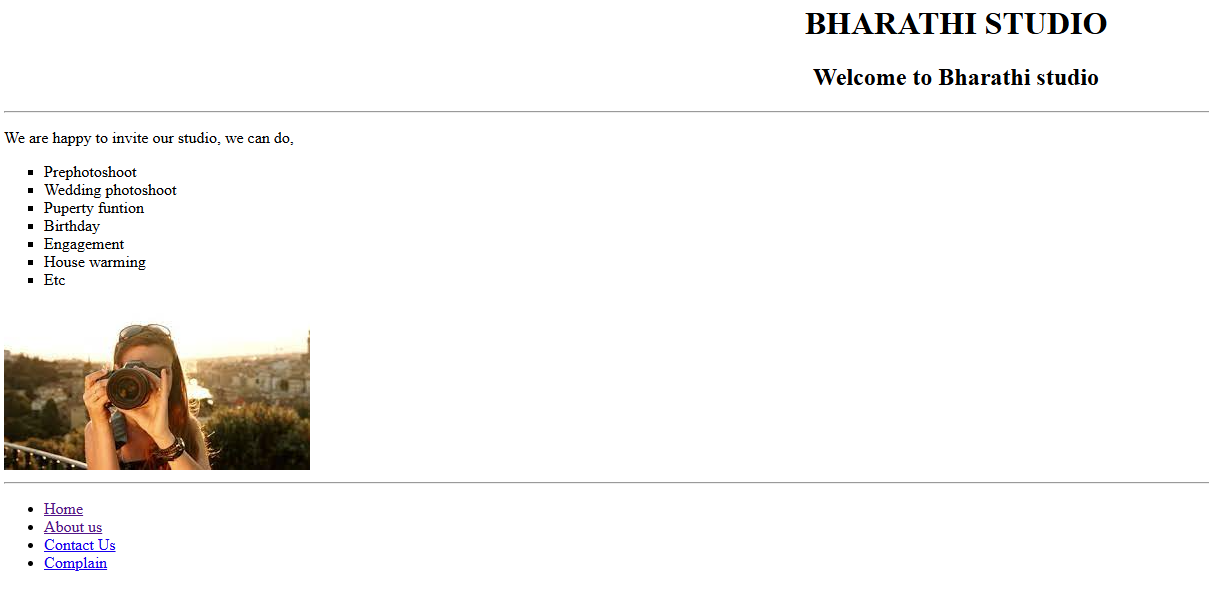 BHARATHI STUDIO
Welcome to Bharathi studio
We are happy to invite our studio, we can do,
Prephotoshoot
Wedding photoshoot
Puperty funtion
Birthday
Engagement
House warming
Etc
Home
About us
Contact Us
Complain